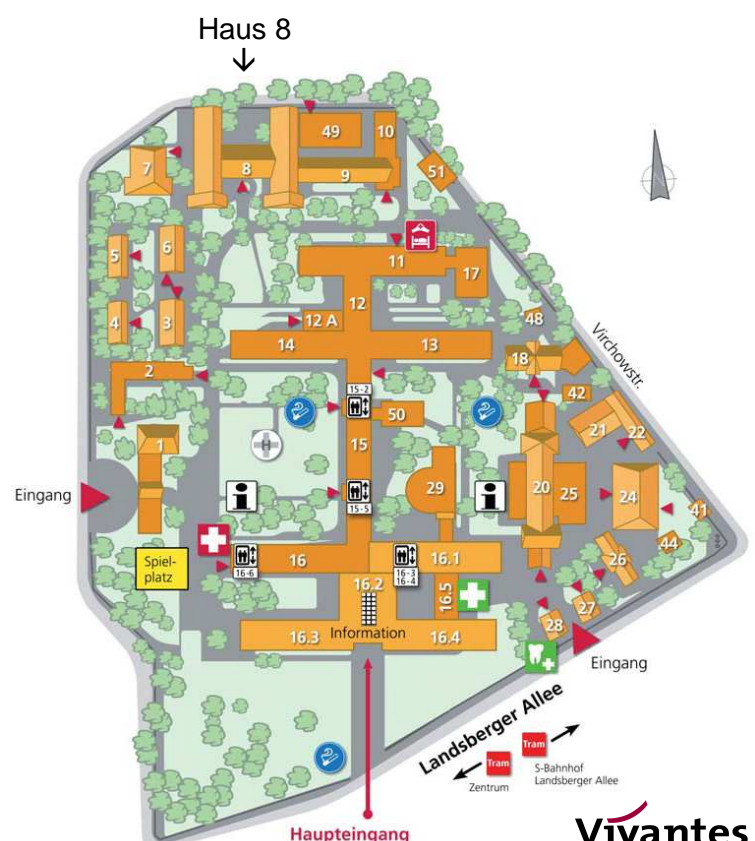 Haus 8
49
10
7
8
9
51
5
6
11
17
12
4
3
12 A
48
14
13
Virchowstr.
18
2
15-2
42
50
21
22
1
15
29
20
25
24
Eingang
15-5
41
44
Spiel-
platz
16
16.1
26
16-6
16-3
16-4
16.2
16.5
27
28
16.3
Information
16.4
Eingang
Landsberger Allee
Tram
Tram
S-Bahnhof
Landsberger Allee
Zentrum
Haupteingang
Vivantes